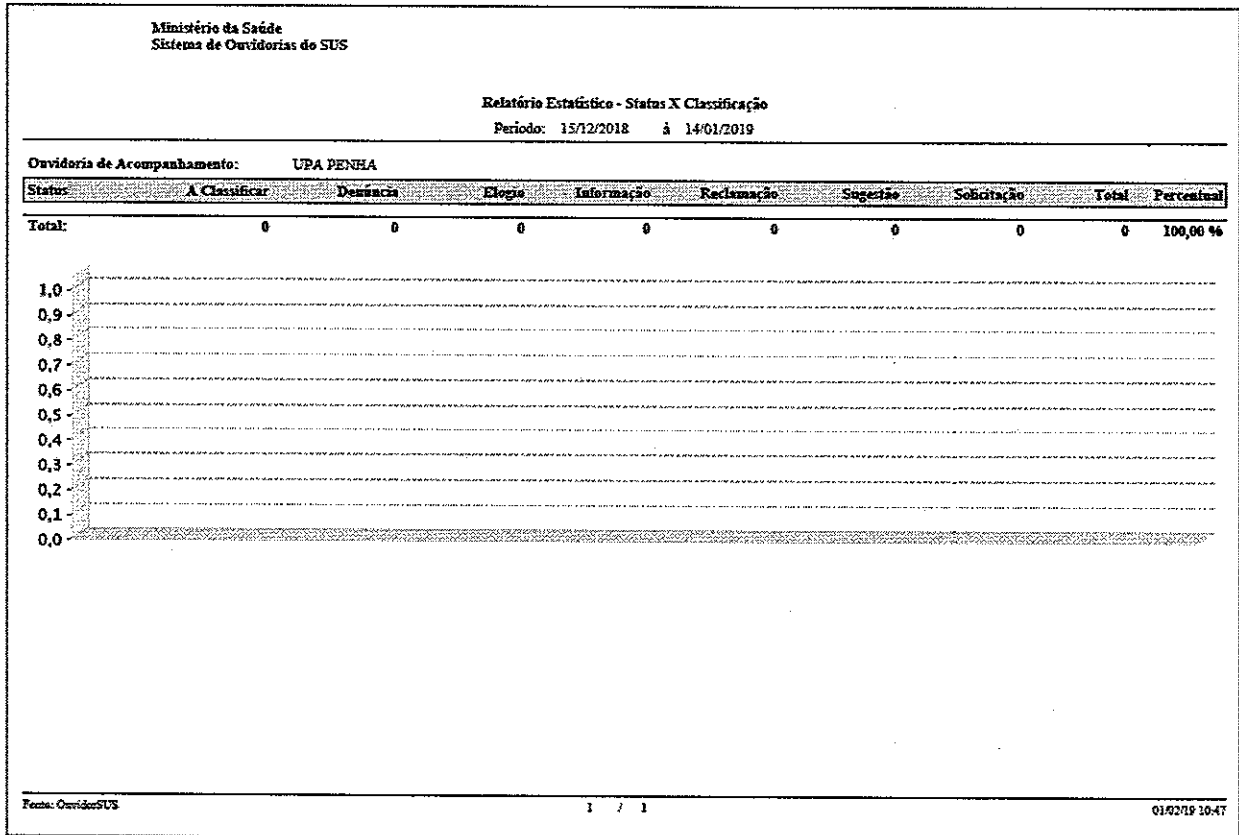 Ministério da Saúde
Sistema de Ouvidorias do SUS
Relatório Estatístico - Status X Classificação
Período: 15/12/2018 à 14/01/2019
Ouvidoria de Acompanhamento: UPA PENHA
Status A Classificar Denúncia Elogio Informação Reclamação Sugestão Solicitação Total Percentual
Total: 0 0 0 0 0 0 0 0 100,00 %
1,0
0,9
0,8
0,7
0,6
0,5
0,4
0,3
0,2
0,1
0,0
Fonte: OuvidorSUS 1 / 1 01/02/19 10:47